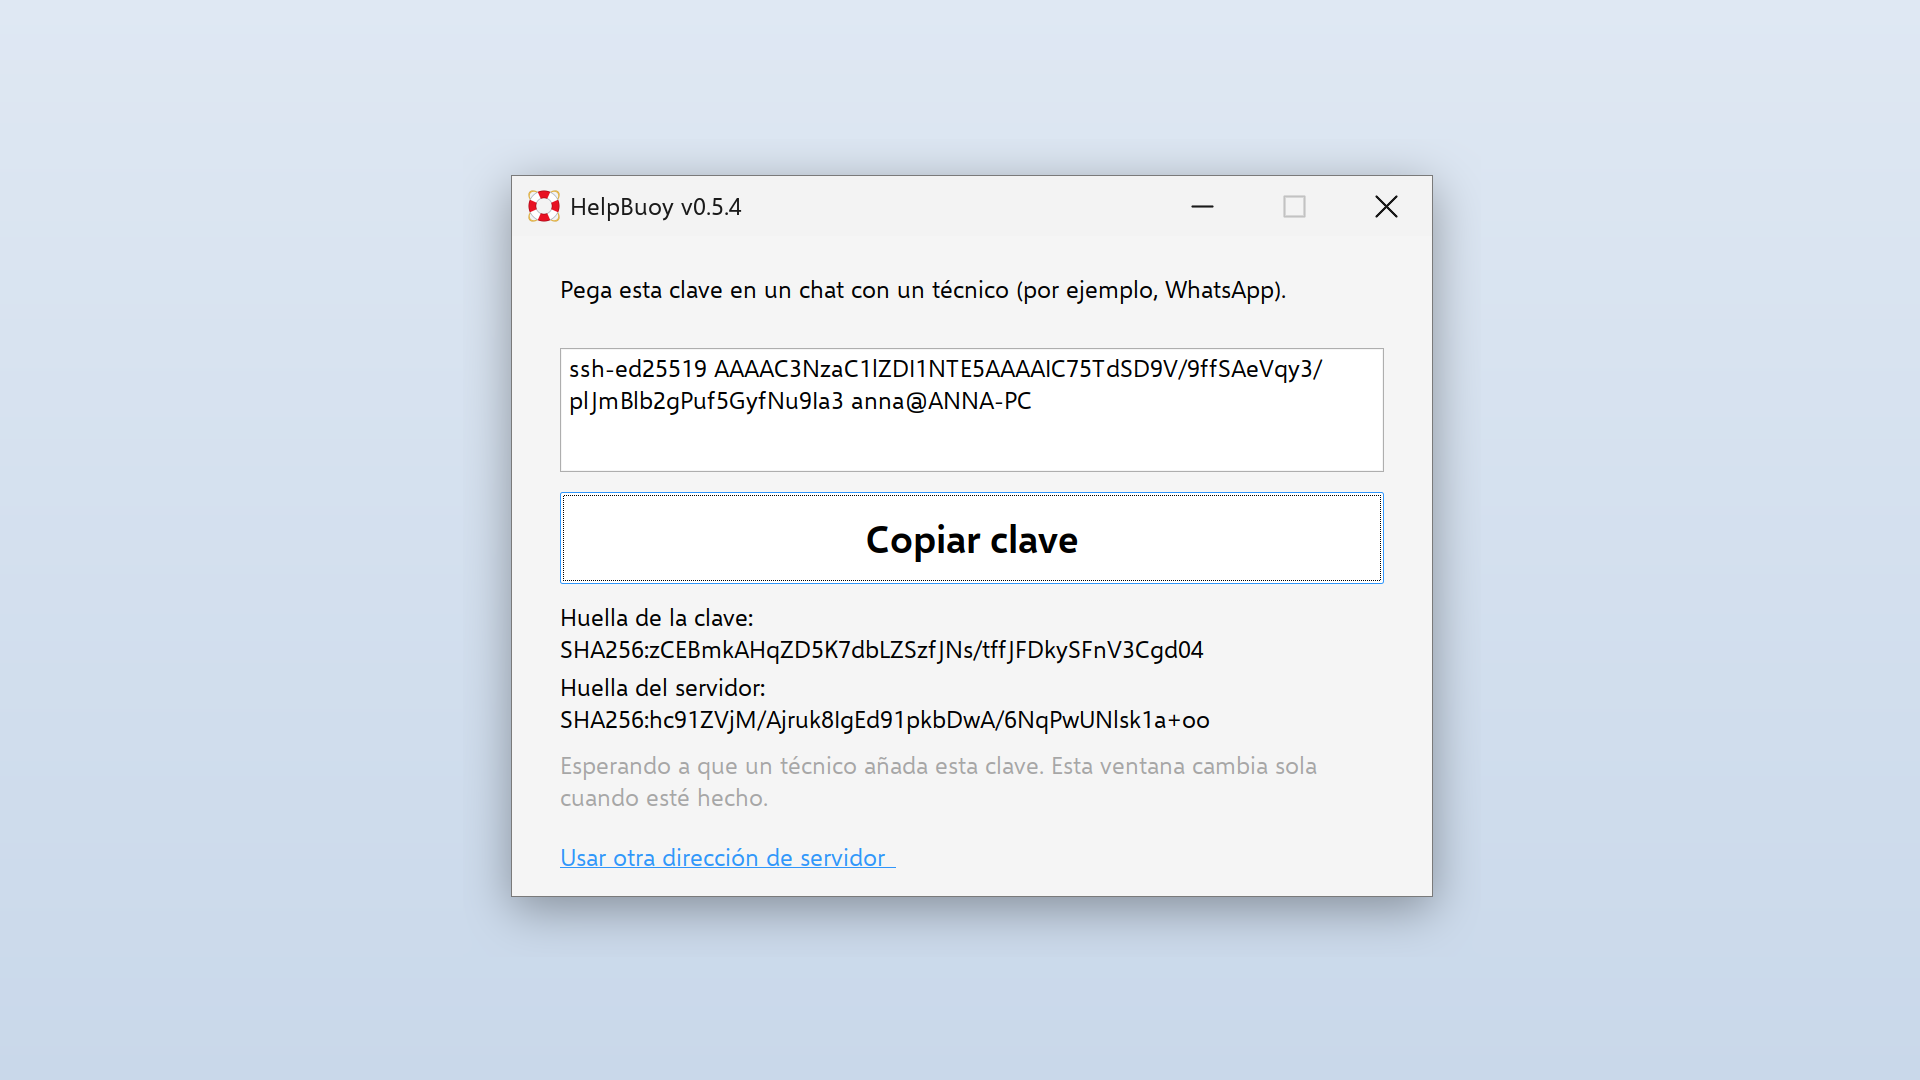 HelpBuoy v0.5.4
Pega esta clave en un chat con un técnico (por ejemplo, WhatsApp).
ssh-ed25519 AAAAC3NzaC1lZDI1NTE5AAAAIC75TdSD9V/9ffSAeVqy3/
plJmBlb2gPuf5GyfNu9Ia3 anna@ANNA-PC
Copiar clave
Huella de la clave:
SHA256:zCEBmkAHqZD5K7dbLZSzfJNs/tffJFDkySFnV3Cgd04
Huella del servidor:
SHA256:hc91ZVjM/Ajruk8IgEd91pkbDwA/6NqPwUNlsk1a+oo
Esperando a que un técnico añada esta clave. Esta ventana cambia sola
cuando esté hecho.
Usar otra dirección de servidor